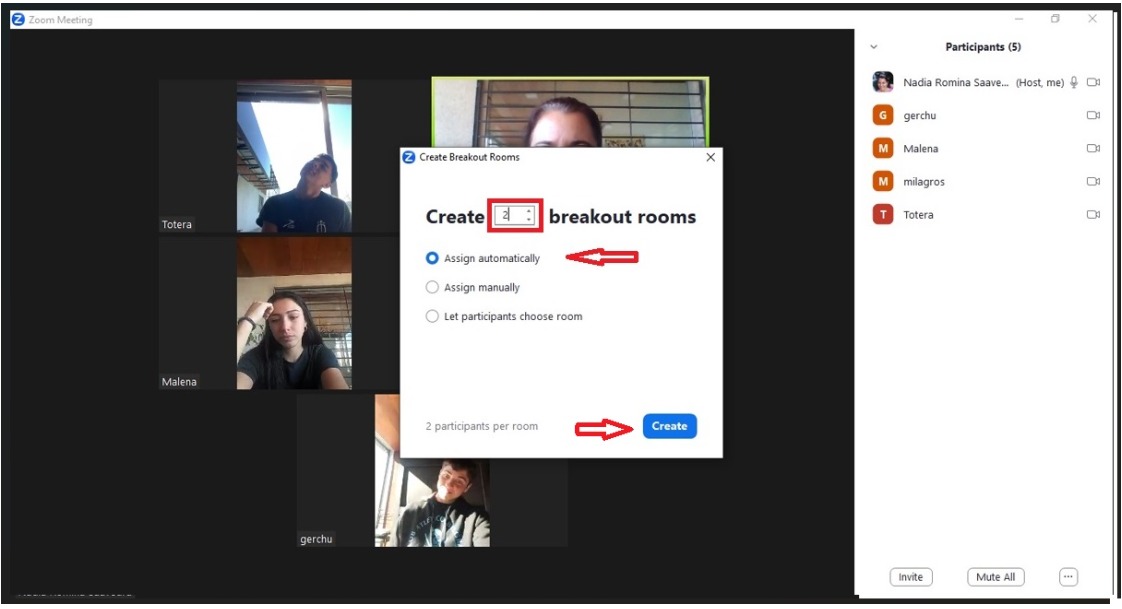 Zoom Meeting
Participants (5)
Nadia Romina Saave... (Host, me)
G gerchu
M Malena
M milagros
T Totera
Totera
Malena
gerchu
Create Breakout Rooms
Create 2 breakout rooms
Assign automatically
Assign manually
Let participants choose room
2 participants per room
Create
Invite
Mute All
...